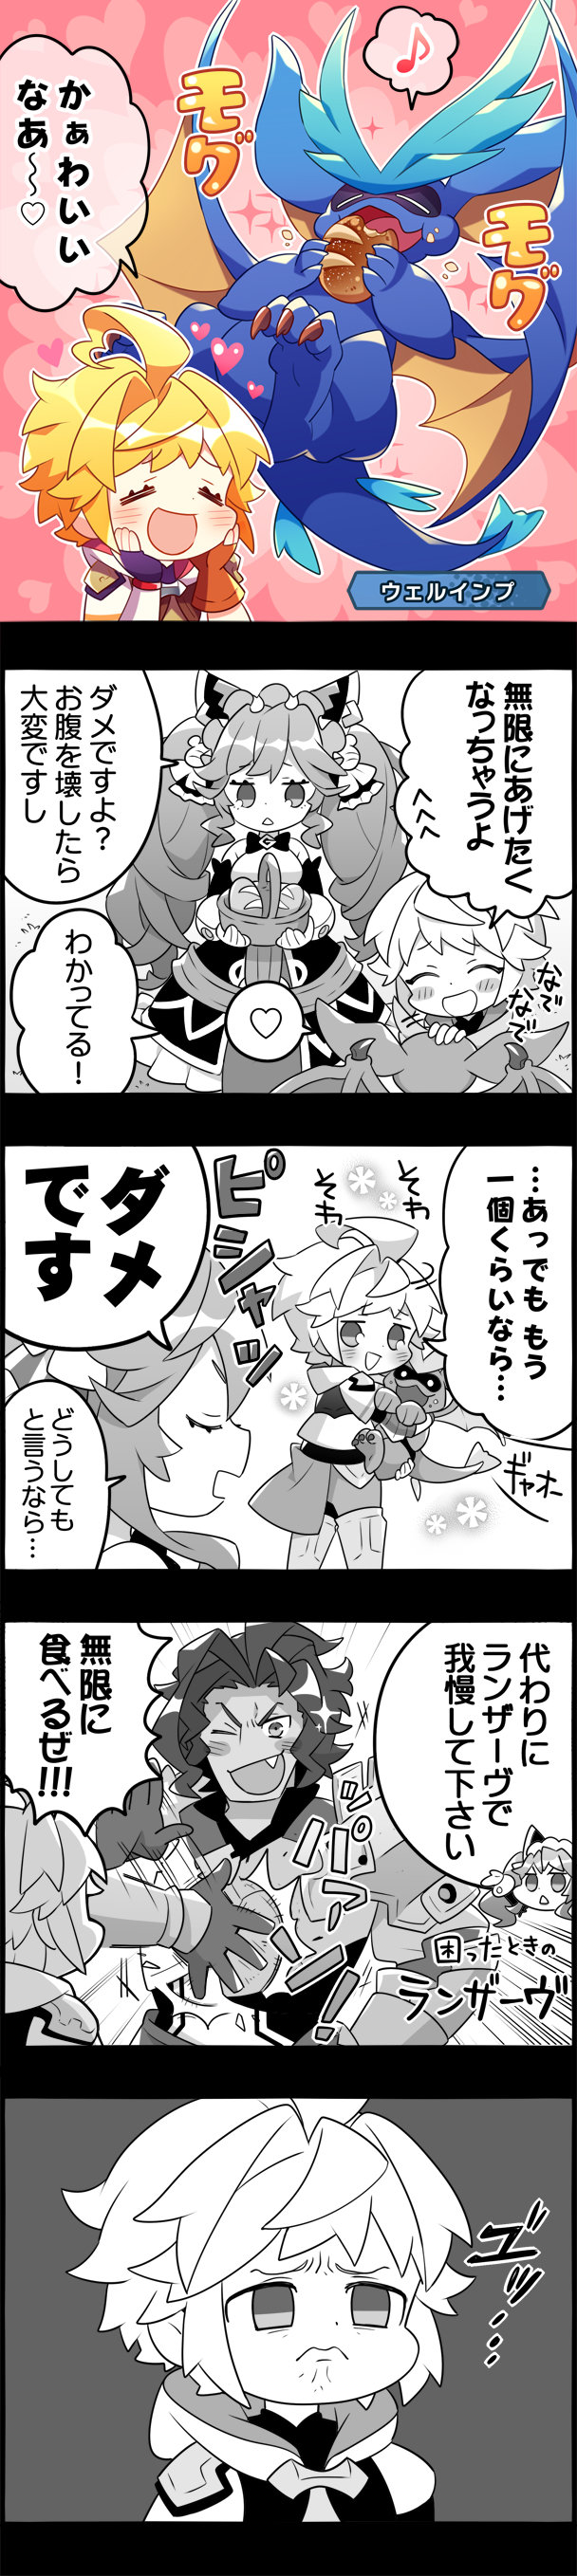 かぁわいい
なあ～♡
♪
モグ
モグ
ウェルインプ
無限にあげたく
なっちゃうよ
へへへ
なで
なで
ダメですよ？
お腹を壊したら
大変ですし
わかってる！
♡
…あっでももう
一個くらいなら…
そわ
そわ
ギャオー
ピシャッ
ダメ
です
どうしても
と言うなら…
代わりに
ランザーヴで
我慢して下さい
困ったときの
ランザーヴ
ッパァーン！
無限に
食べるぜ!!!
ズッ…